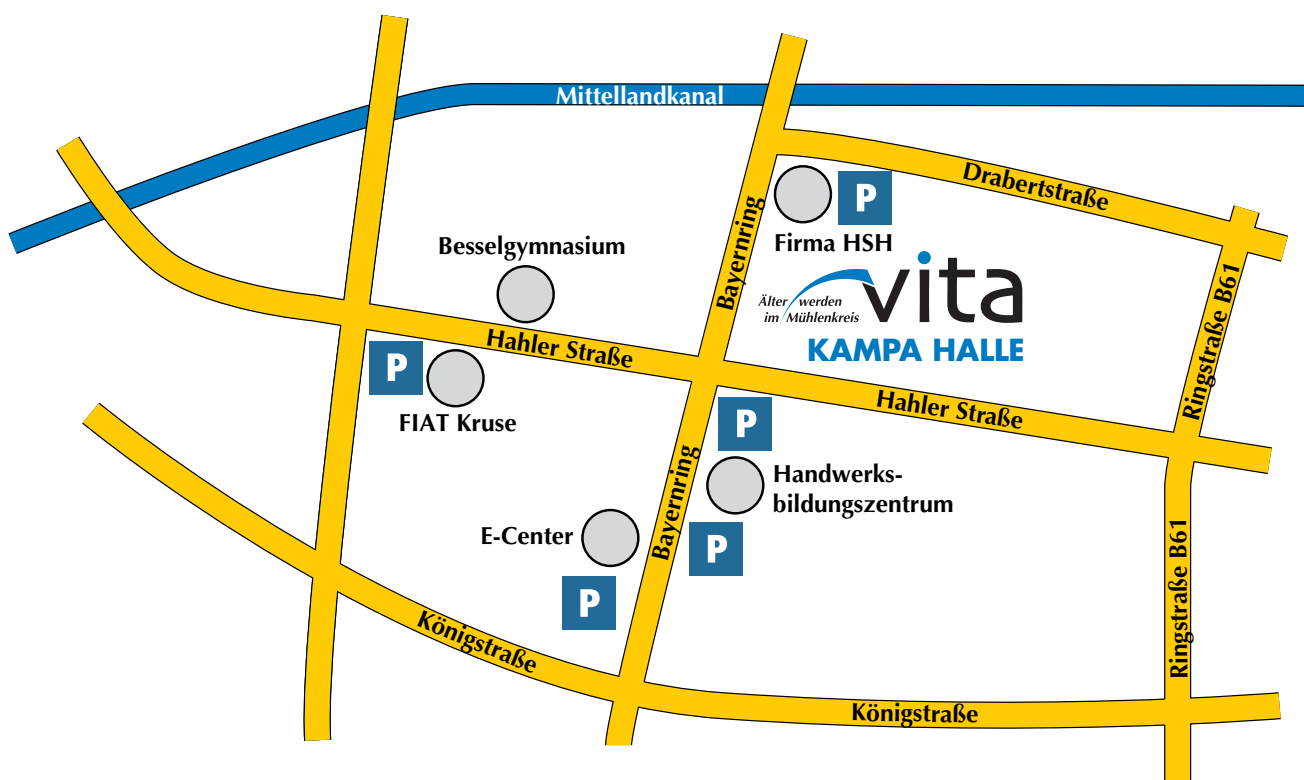 Mittellandkanal
Drabertstraße
P
Firma HSH
Bayernring
Besselgymnasium
vita
Älter werden
im Mühlenkreis
KAMPA HALLE
Ringstraße B61
Hahler Straße
P
FIAT Kruse
Hahler Straße
P
Handwerks-
bildungszentrum
Bayernring
E-Center
P
P
Ringstraße B61
Königstraße
Königstraße